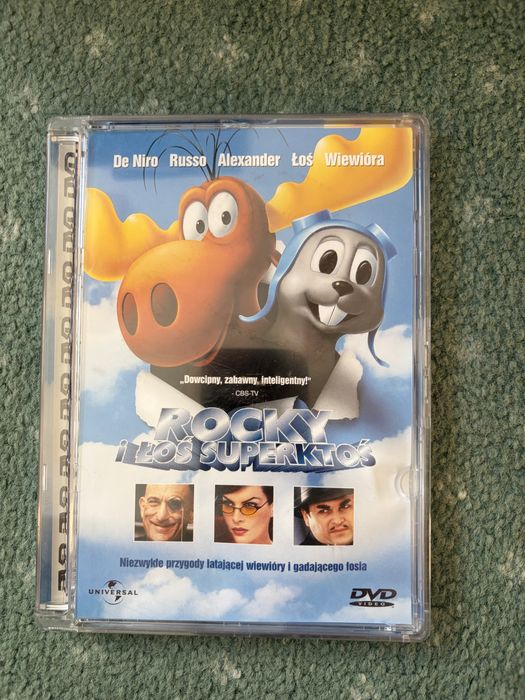 De Niro Russo Alexander Łoś Wiewióra
„Dowcipny, zabawny, inteligentny!"
- CBS-TV
ROCKY
i ŁOŚ SUPERKTOŚ
Niezwykłe przygody latającej wiewióry i gadającego łosia
UNIVERSAL
DVD
VIDEO